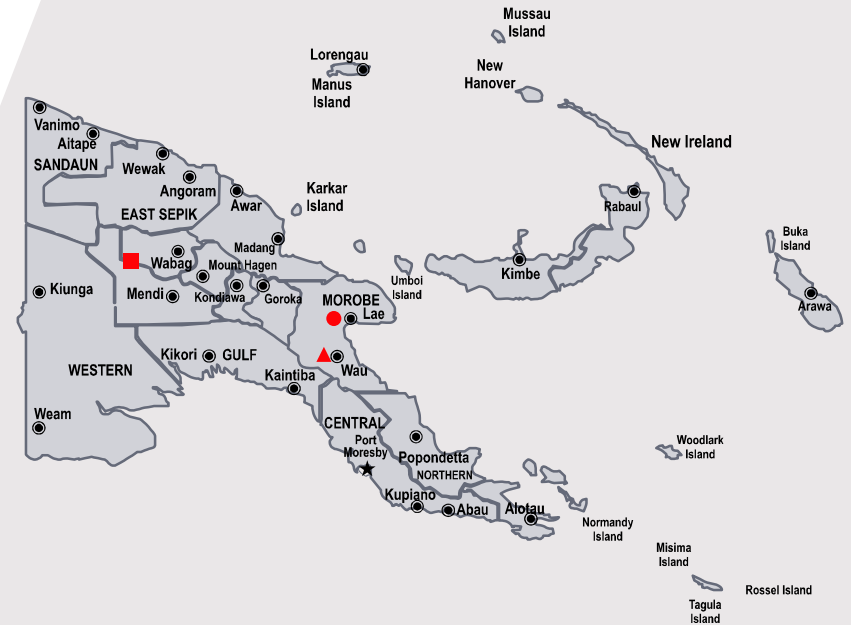 Mussau
Island
Lorengau
Manus
Island
New
Hanover
Vanimo
Aitape
SANDAUN
Wewak
Angoram
EAST SEPIK
Awar
Karkar
Island
New Ireland
Rabaul
Madang
Wabag
Mount Hagen
Kiunga
Mendi
Kondiawa
Goroka
MOROBE
Lae
Umboi
Island
Kimbe
Buka
Island
Arawa
Kikori
GULF
Wau
WESTERN
Kaintiba
Weam
CENTRAL
Port
Moresby
Popondetta
NORTHERN
Kupiano
Abau
Alotau
Woodlark
Island
Normandy
Island
Misima
Island
Rossel Island
Tagula
Island